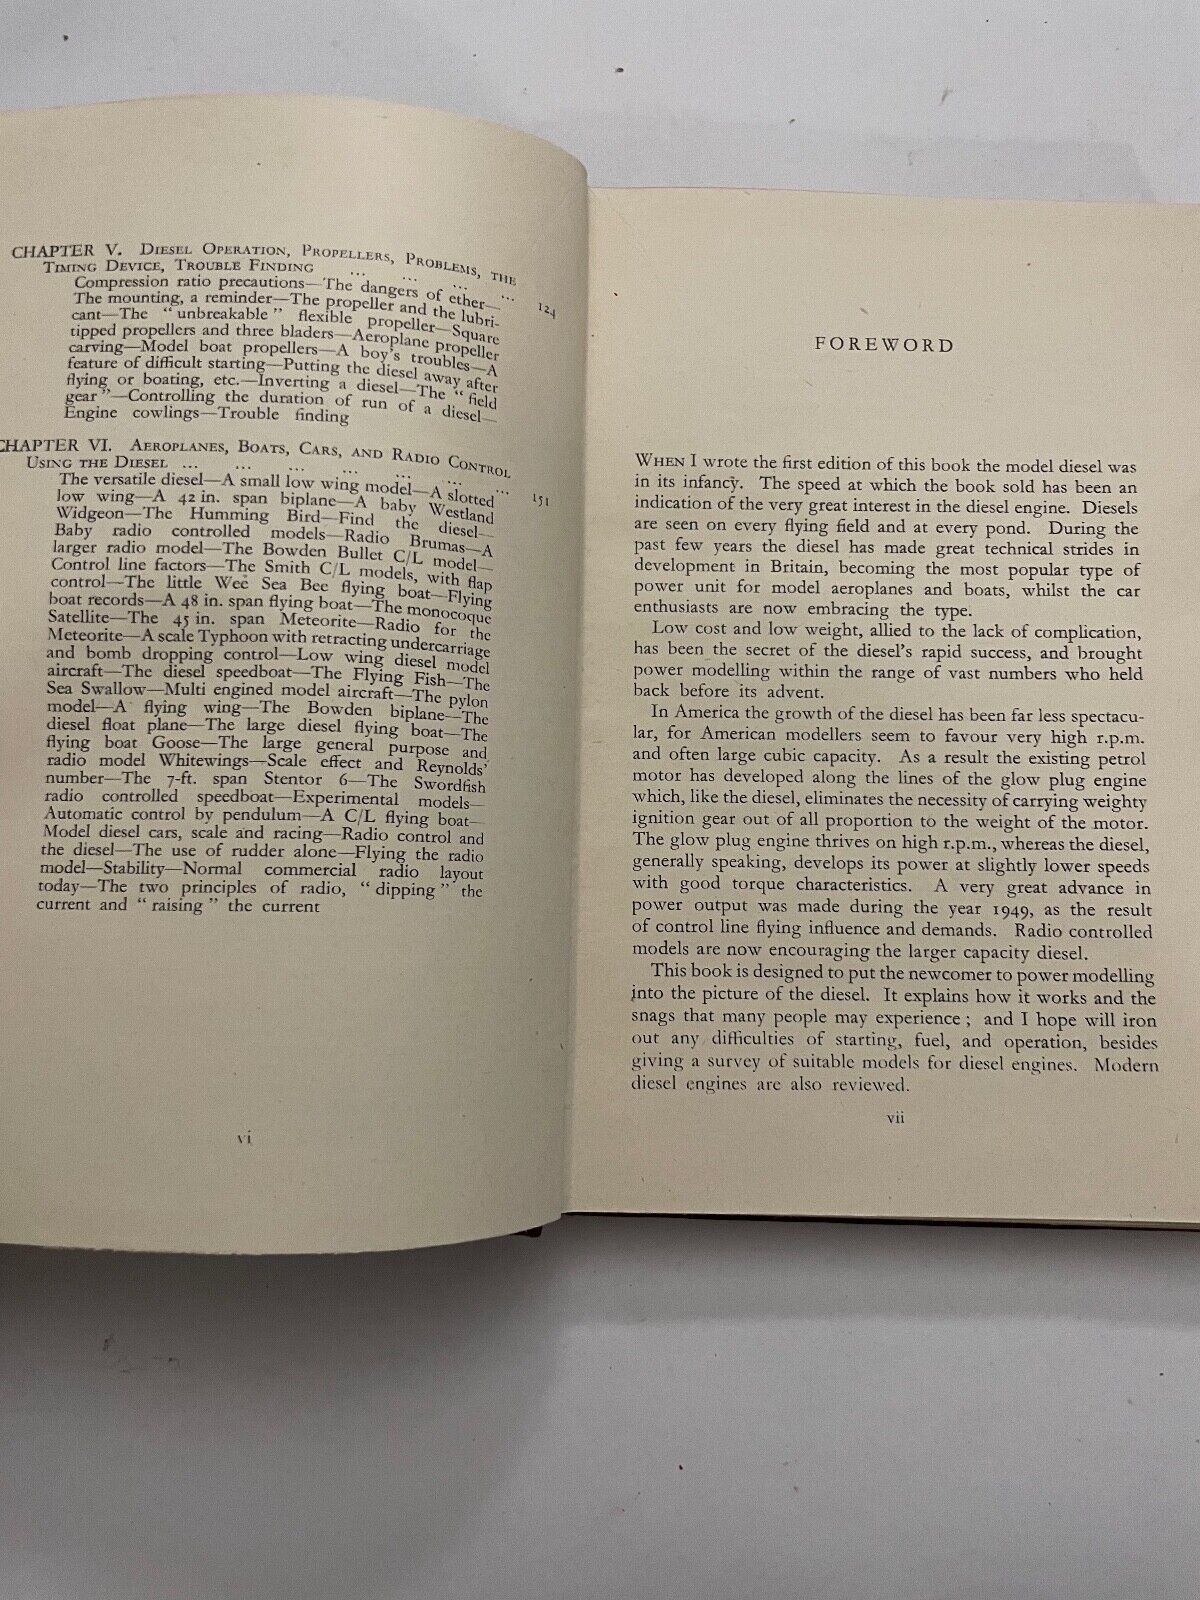 CHAPTER V. DIESEL OPERATION, PROPELLERS, PROBLEMS, THE
TIMING DEVICE, TROUBLE FINDING ... ... ... ... 124
Compression ratio precautions—The dangers of ether—
The mounting, a reminder—The propeller and the lubri-
cant—The "unbreakable" flexible propeller—Square
tipped propellers and three bladers—Aeroplane propeller
carving—Model boat propellers—A boy's troubles—A
feature of difficult starting—Putting the diesel away after
flying or boating, etc.—Inverting a diesel—The "field
gear"—Controlling the duration of run of a diesel—
Engine cowlings—Trouble finding
CHAPTER VI. AEROPLANES, BOATS, CARS, AND RADIO CONTROL
USING THE DIESEL ... ... ... ... ... ... ... 151
The versatile diesel—A small low wing model—A slotted
low wing—A 42 in. span biplane—A baby Westland
Widgeon—The Humming Bird—Find the diesel—
Baby radio controlled models—Radio Brumas—A
larger radio model—The Bowden Bullet C/L model—
Control line factors—The Smith C/L models, with flap
control—The little Wee Sea Bee flying boat—Flying
boat records—A 48 in. span flying boat—The monocoque
Satellite—The 45 in. span Meteorite—Radio for the
Meteorite—A scale Typhoon with retracting undercarriage
and bomb dropping control—Low wing diesel model
aircraft—The diesel speedboat—The Flying Fish—The
Sea Swallow—Multi engined model aircraft—The pylon
model—A flying wing—The Bowden biplane—The
diesel float plane—The large diesel flying boat—The
flying boat Goose—The large general purpose and
radio model Whitewings—Scale effect and Reynolds'
number—The 7-ft. span Stentor 6—The Swordfish
radio controlled speedboat—Experimental models—
Automatic control by pendulum—A C/L flying boat—
Model diesel cars, scale and racing—Radio control and
the diesel—The use of rudder alone—Flying the radio
model—Stability—Normal commercial radio layout
today—The two principles of radio, "dipping" the
current and "raising" the current
vi
FOREWORD
WHEN I wrote the first edition of this book the model diesel was
in its infancy. The speed at which the book sold has been an
indication of the very great interest in the diesel engine. Diesels
are seen on every flying field and at every pond. During the
past few years the diesel has made great technical strides in
development in Britain, becoming the most popular type of
power unit for model aeroplanes and boats, whilst the car
enthusiasts are now embracing the type.
Low cost and low weight, allied to the lack of complication,
has been the secret of the diesel's rapid success, and brought
power modelling within the range of vast numbers who held
back before its advent.
In America the growth of the diesel has been far less spectacu-
lar, for American modellers seem to favour very high r.p.m.
and often large cubic capacity. As a result the existing petrol
motor has developed along the lines of the glow plug engine
which, like the diesel, eliminates the necessity of carrying weighty
ignition gear out of all proportion to the weight of the motor.
The glow plug engine thrives on high r.p.m., whereas the diesel,
generally speaking, develops its power at slightly lower speeds
with good torque characteristics. A very great advance in
power output was made during the year 1949, as the result
of control line flying influence and demands. Radio controlled
models are now encouraging the larger capacity diesel.
This book is designed to put the newcomer to power modelling
into the picture of the diesel. It explains how it works and the
snags that many people may experience; and I hope will iron
out any difficulties of starting, fuel, and operation, besides
giving a survey of suitable models for diesel engines. Modern
diesel engines are also reviewed.
vii